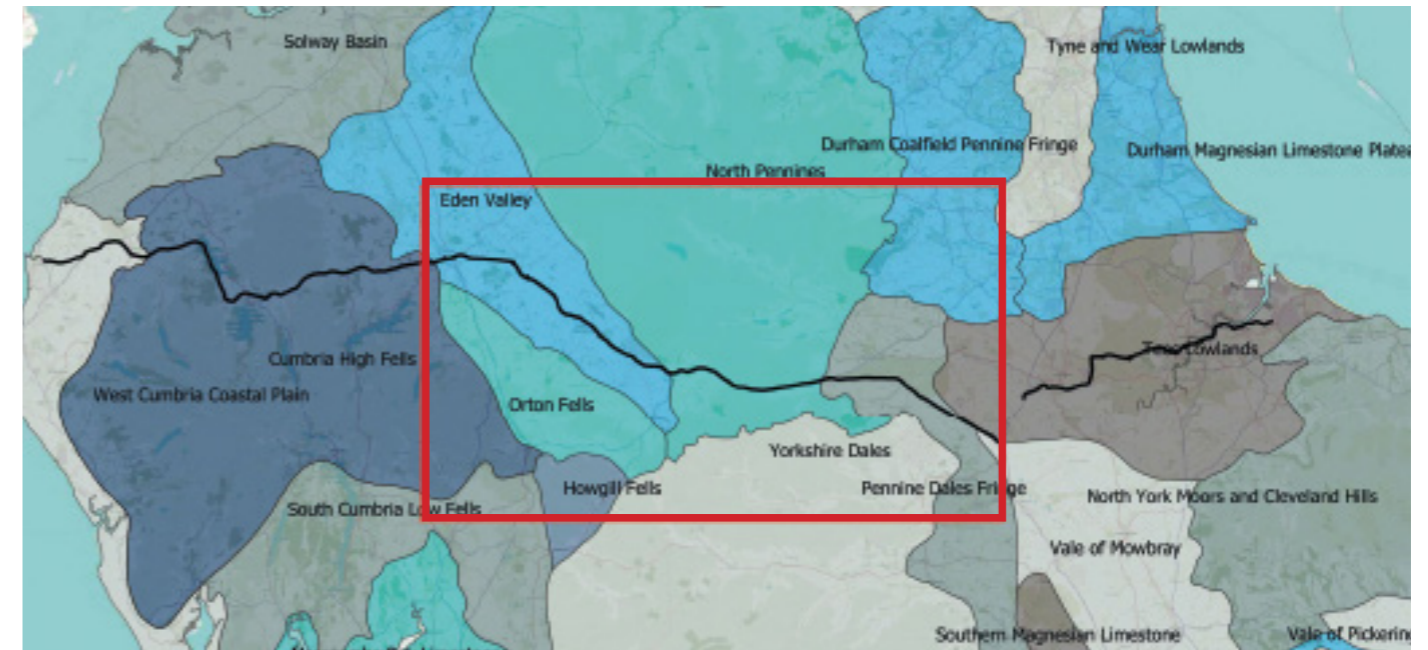 Solway Basin
Tyne and Wear Lowlands
Durham Coalfield Pennine Fringe
Durham Magnesian Limestone Platea
North Pennines
Eden Valley
Cumbria High Fells
Tees Lowlands
West Cumbria Coastal Plain
Orton Fells
Yorkshire Dales
Howgill Fells
Pennine Dales Fringe
North York Moors and Cleveland Hills
South Cumbria Low Fells
Vale of Mowbray
Southern Magnesian Limestone
Vale of Pickering